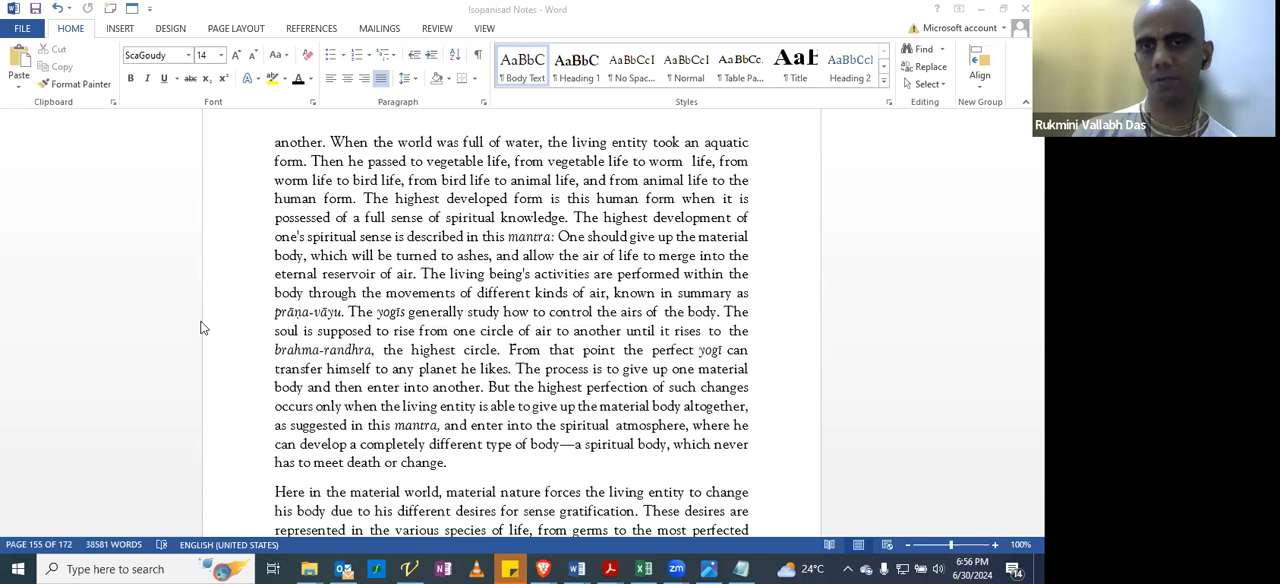 Isopanisad Notes - Word
FILE HOME INSERT DESIGN PAGE LAYOUT REFERENCES MAILINGS REVIEW VIEW Microsoft account
Paste Cut Copy Format Painter
ScaGoudy 14 Aa
B I U abc X₂ X² A A
AaBbC AaBbC AaBbCcI AaBbCcI AaBbCc. AaI AaBbCcI
¶ Body Text ¶ Heading 1 ¶ No Spac... ¶ Normal ¶ Table Pa... ¶ Title Heading 2
Find Replace Select Align
Clipboard Font Paragraph Styles Editing New Group
Rukmini Vallabh Das
another. When the world was full of water, the living entity took an aquatic
form. Then he passed to vegetable life, from vegetable life to worm life, from
worm life to bird life, from bird life to animal life, and from animal life to the
human form. The highest developed form is this human form when it is
possessed of a full sense of spiritual knowledge. The highest development of
one's spiritual sense is described in this mantra: One should give up the material
body, which will be turned to ashes, and allow the air of life to merge into the
eternal reservoir of air. The living being's activities are performed within the
body through the movements of different kinds of air, known in summary as
prāṇa-vāyu. The yogīs generally study how to control the airs of the body. The
soul is supposed to rise from one circle of air to another until it rises to the
brahma-randhra, the highest circle. From that point the perfect yogī can
transfer himself to any planet he likes. The process is to give up one material
body and then enter into another. But the highest perfection of such changes
occurs only when the living entity is able to give up the material body altogether,
as suggested in this mantra, and enter into the spiritual atmosphere, where he
can develop a completely different type of body—a spiritual body, which never
has to meet death or change.
Here in the material world, material nature forces the living entity to change
his body due to his different desires for sense gratification. These desires are
represented in the various species of life, from germs to the most perfected
PAGE 155 OF 172 38581 WORDS ENGLISH (UNITED STATES) 100%
Type here to search 24°C 6:56 PM
6/30/2024 14